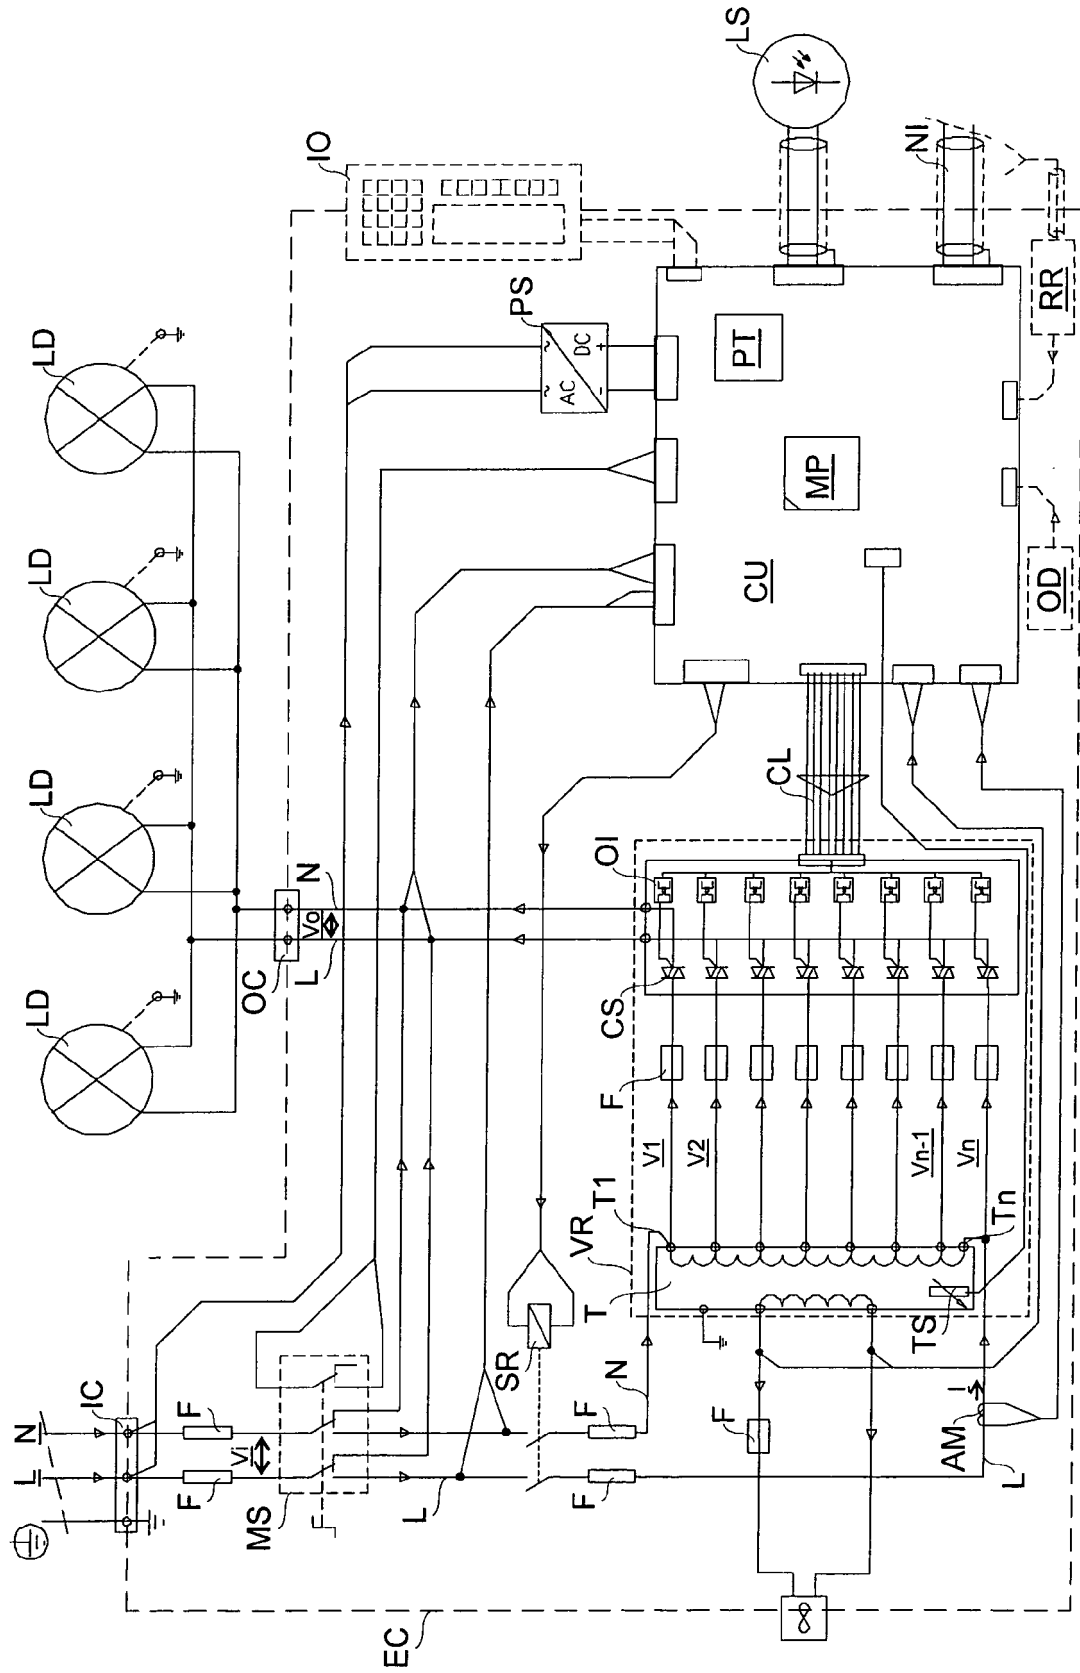 LD
LD
LD
LD
LS
IO
NI
OC
L
N
Vo
PS
AC
DC
~
~
-
+
PT
MP
CU
RR
OD
CL
OI
CS
F
V1
V2
Vn-1
Vn
T1
Tn
VR
T
TS
SR
N
L
IC
F
F
Vi
MS
L
F
F
N
F
AM
I
L
EC